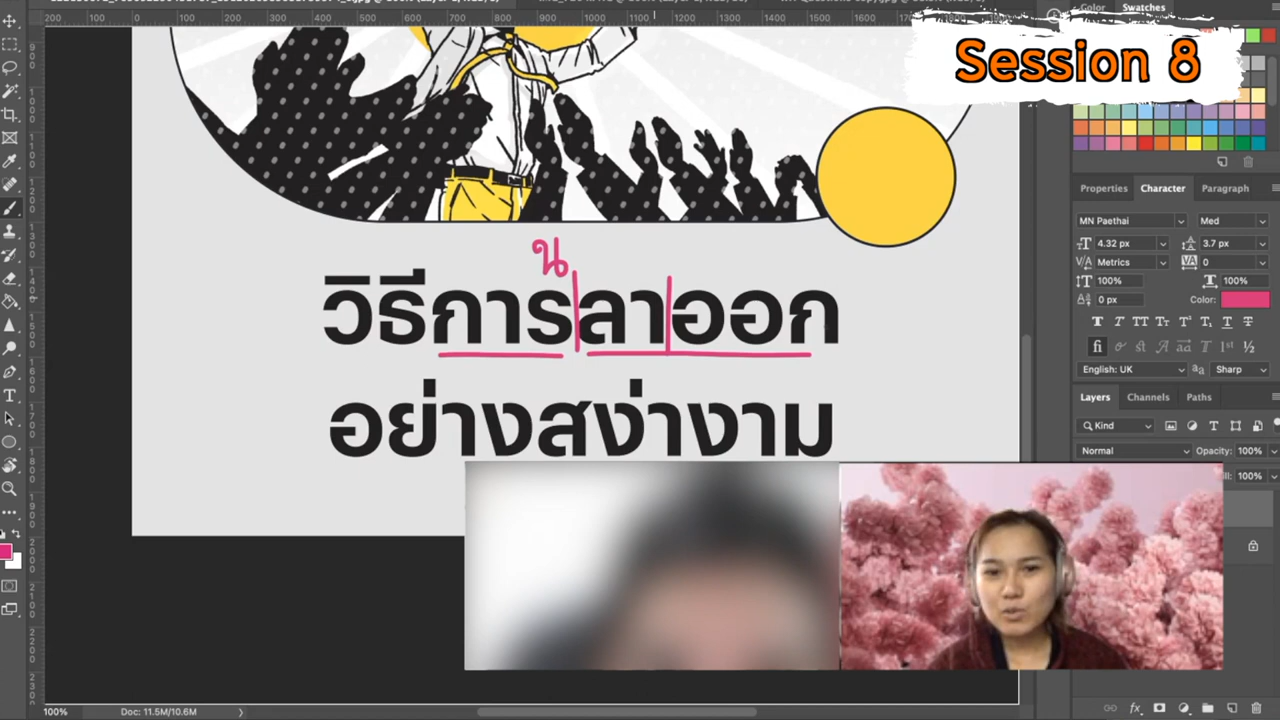 Session 8
Color
Swatches
Properties
Character
Paragraph
MN Paethai
Med
4.32 px
3.7 px
Metrics
0
100%
100%
0 px
Color:
English: UK
Sharp
Layers
Channels
Paths
Kind
Normal
Opacity: 100%
Fill: 100%
น
วิธีการลาออก
อย่างสง่างาม
100%
Doc: 11.5M/10.6M